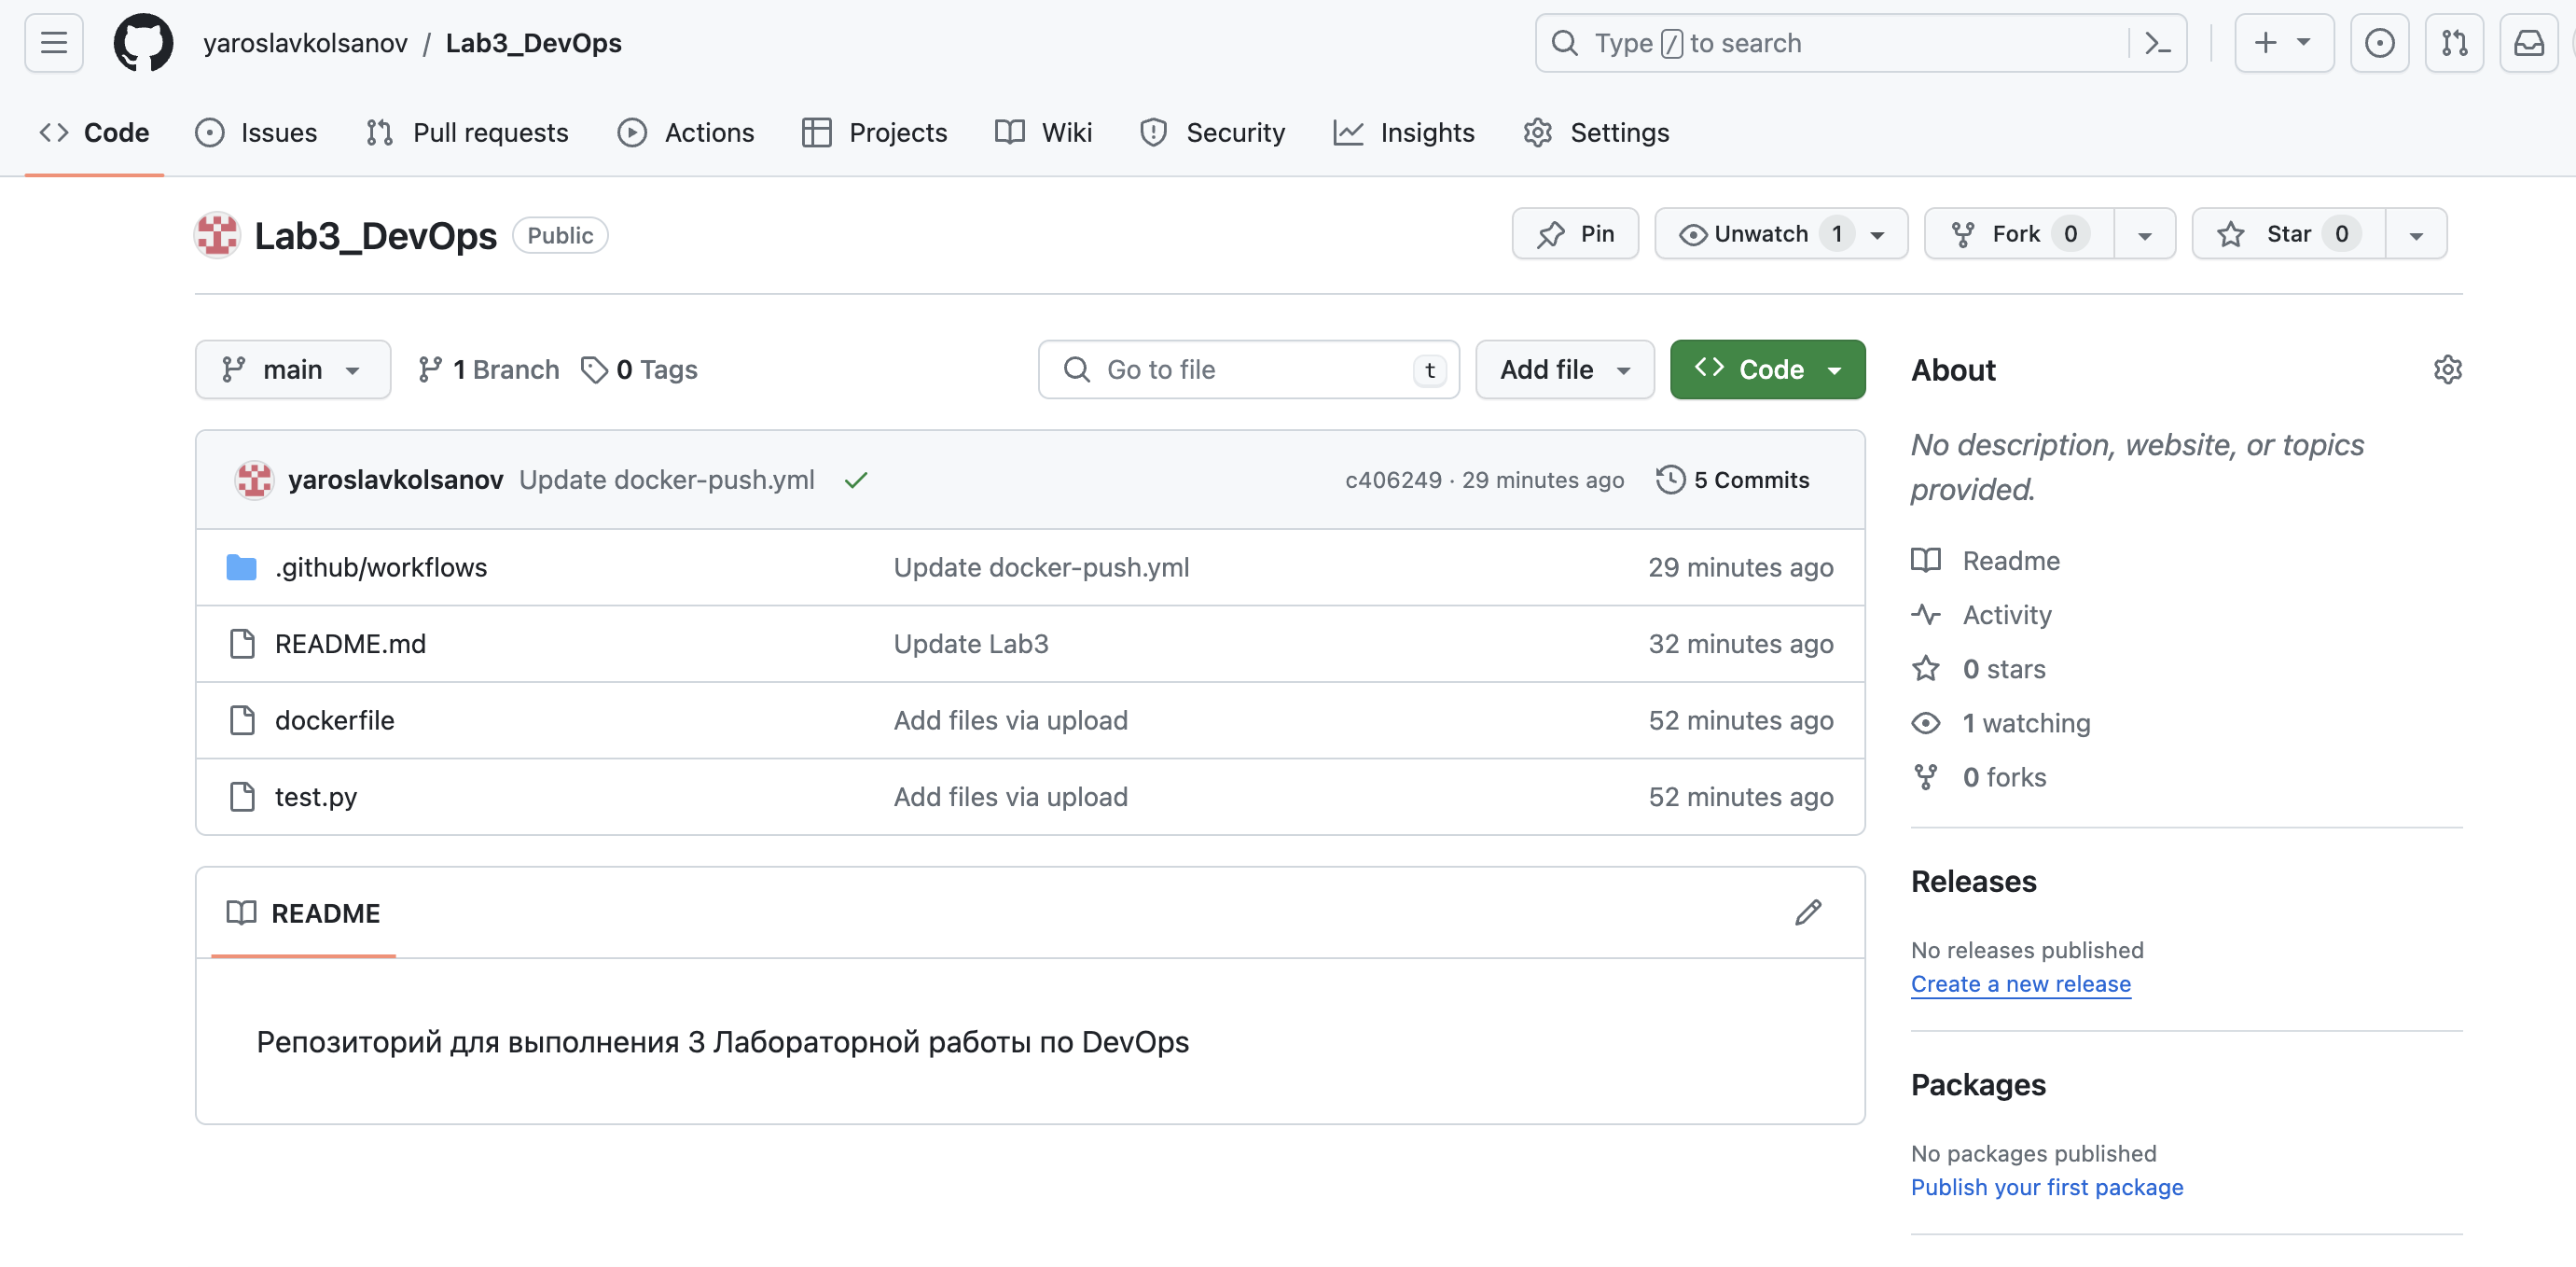 yaroslavkolsanov / Lab3_DevOps
Type / to search
Code Issues Pull requests Actions Projects Wiki Security Insights Settings
Lab3_DevOps Public
Pin Unwatch 1 Fork 0 Star 0
main 1 Branch 0 Tags
Go to file t Add file Code
yaroslavkolsanov Update docker-push.yml c406249 · 29 minutes ago 5 Commits
.github/workflows Update docker-push.yml 29 minutes ago
README.md Update Lab3 32 minutes ago
dockerfile Add files via upload 52 minutes ago
test.py Add files via upload 52 minutes ago
README
Репозиторий для выполнения 3 Лабораторной работы по DevOps
About
No description, website, or topics
provided.
Readme
Activity
0 stars
1 watching
0 forks
Releases
No releases published
Create a new release
Packages
No packages published
Publish your first package